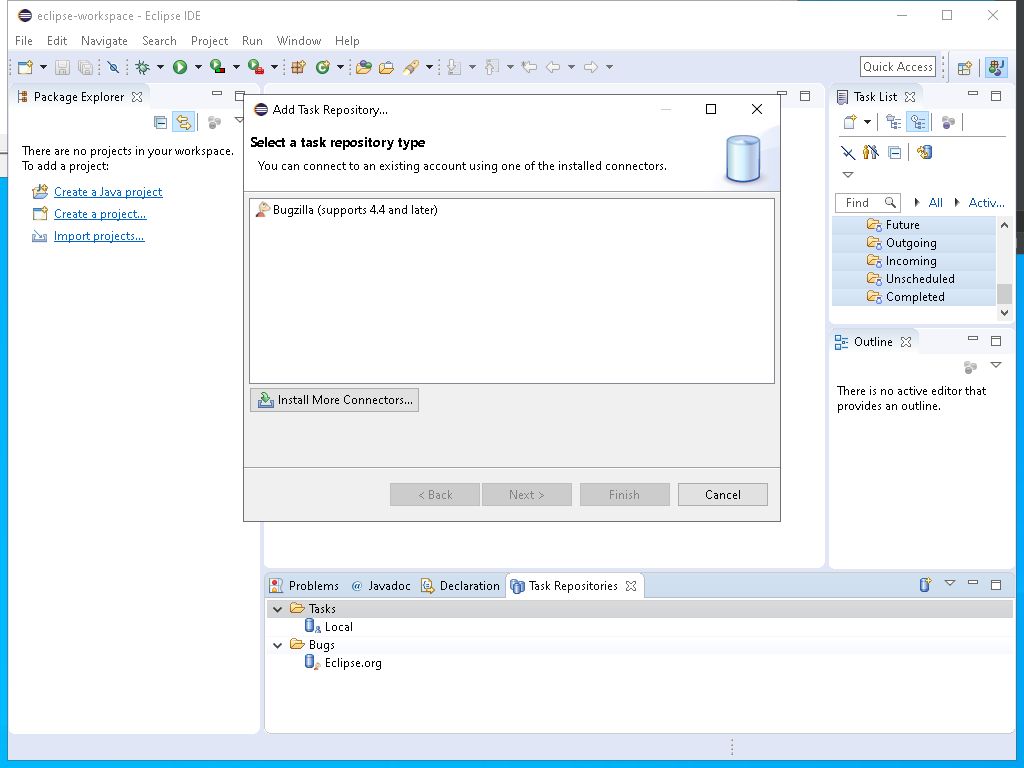 eclipse-workspace - Eclipse IDE
File Edit Navigate Search Project Run Window Help
Quick Access
Package Explorer
There are no projects in your workspace.
To add a project:
Create a Java project
Create a project...
Import projects...
Add Task Repository...
Select a task repository type
You can connect to an existing account using one of the installed connectors.
Bugzilla (supports 4.4 and later)
Install More Connectors...
< Back Next > Finish Cancel
Task List
Find All Activ...
Future
Outgoing
Incoming
Unscheduled
Completed
Outline
There is no active editor that
provides an outline.
Problems @ Javadoc Declaration Task Repositories
Tasks
Local
Bugs
Eclipse.org